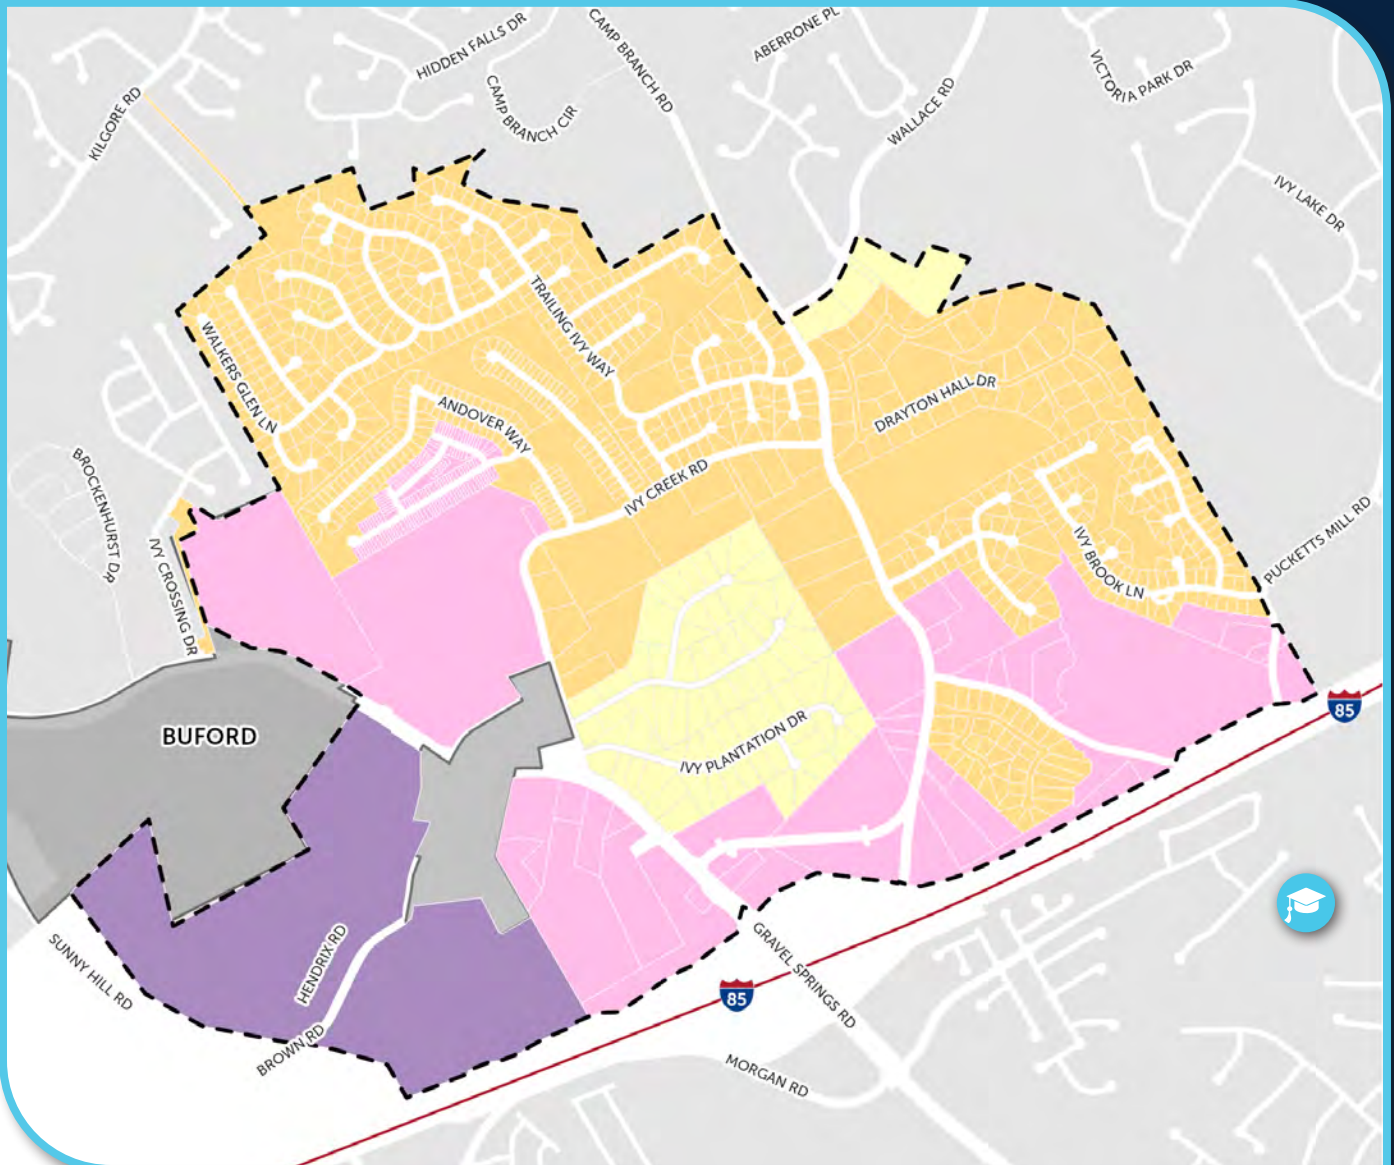 HIDDEN FALLS DR
CAMP BRANCH RD
ABERRONE PL
VICTORIA PARK DR
KILGORE RD
CAMP BRANCH CIR
WALLACE RD
IVY LAKE DR
TRAILING IVY WAY
WALKERS GLEN LN
DRAYTON HALL DR
ANDOVER WAY
BROCKENHURST DR
IVY CREEK RD
PUCKETTS MILL RD
IVY CROSSING DR
IVY BROOK LN
85
BUFORD
IVY PLANTATION DR
SUNNY HILL RD
HENDRIX RD
GRAVEL SPRINGS RD
85
BROWN RD
MORGAN RD